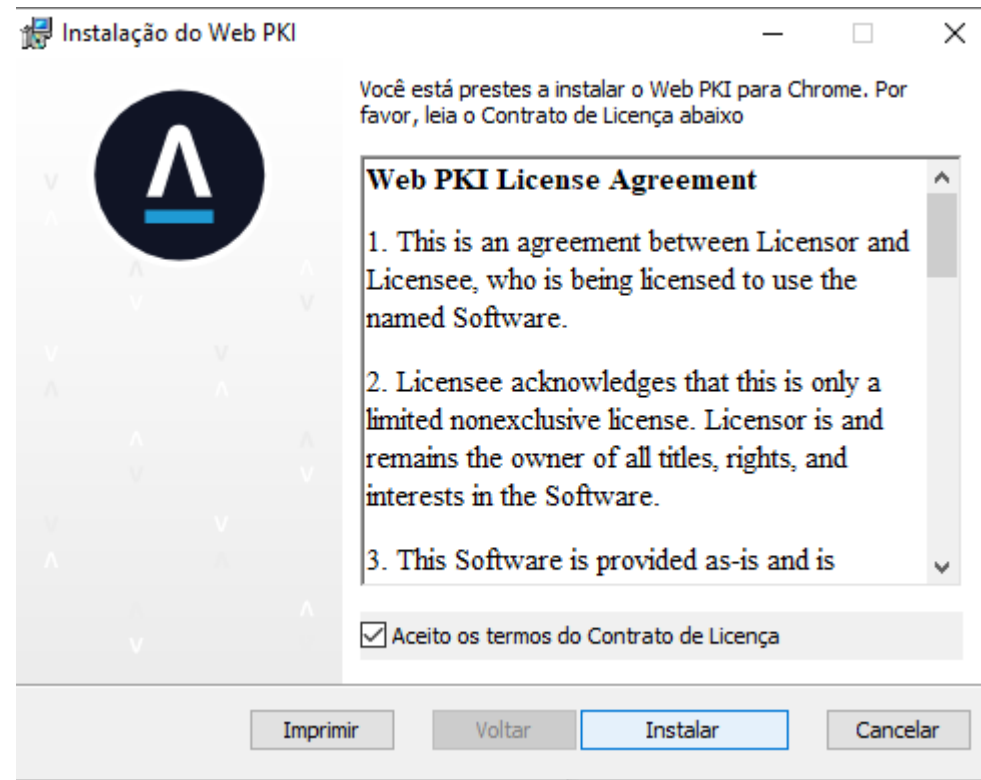 Instalação do Web PKI
Você está prestes a instalar o Web PKI para Chrome. Por
favor, leia o Contrato de Licença abaixo
Web PKI License Agreement
1. This is an agreement between Licensor and
Licensee, who is being licensed to use the
named Software.
2. Licensee acknowledges that this is only a
limited nonexclusive license. Licensor is and
remains the owner of all titles, rights, and
interests in the Software.
3. This Software is provided as-is and is
Aceito os termos do Contrato de Licença
Imprimir
Voltar
Instalar
Cancelar